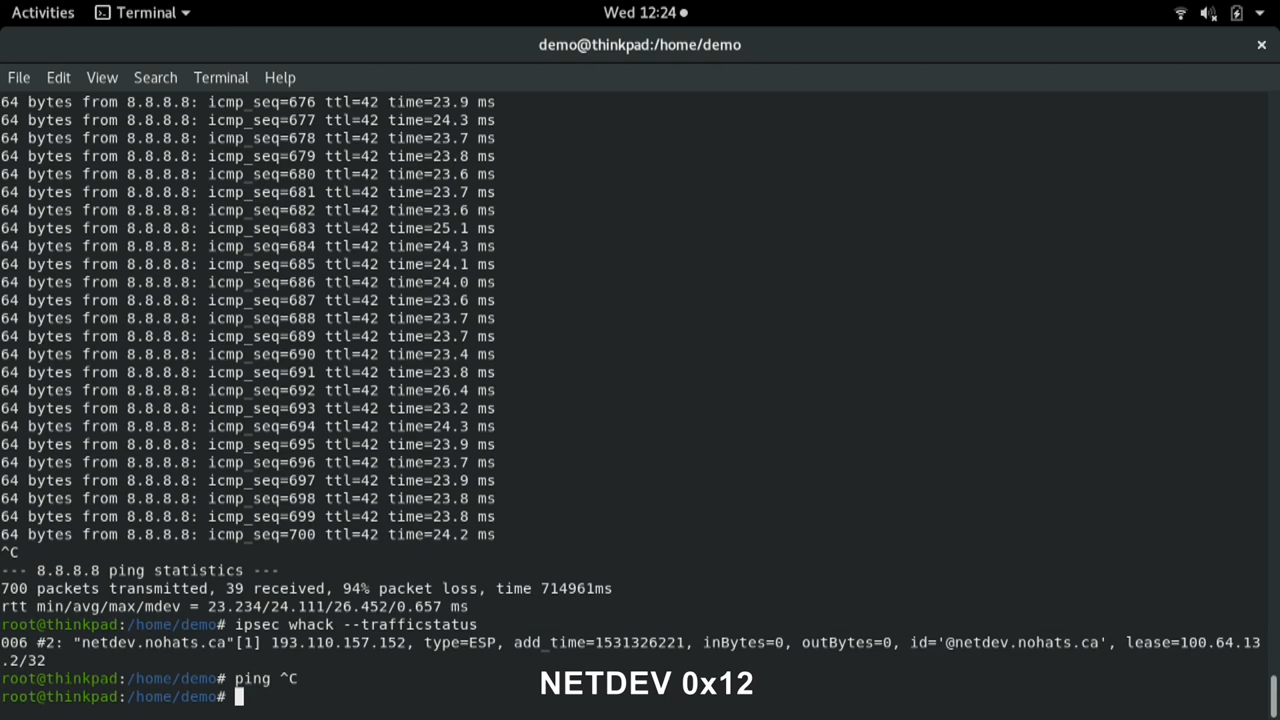 Activities Terminal Wed 12:24
demo@thinkpad:/home/demo ×
File Edit View Search Terminal Help
64 bytes from 8.8.8.8: icmp_seq=676 ttl=42 time=23.9 ms
64 bytes from 8.8.8.8: icmp_seq=677 ttl=42 time=24.3 ms
64 bytes from 8.8.8.8: icmp_seq=678 ttl=42 time=23.7 ms
64 bytes from 8.8.8.8: icmp_seq=679 ttl=42 time=23.8 ms
64 bytes from 8.8.8.8: icmp_seq=680 ttl=42 time=23.6 ms
64 bytes from 8.8.8.8: icmp_seq=681 ttl=42 time=23.7 ms
64 bytes from 8.8.8.8: icmp_seq=682 ttl=42 time=23.6 ms
64 bytes from 8.8.8.8: icmp_seq=683 ttl=42 time=25.1 ms
64 bytes from 8.8.8.8: icmp_seq=684 ttl=42 time=24.3 ms
64 bytes from 8.8.8.8: icmp_seq=685 ttl=42 time=24.1 ms
64 bytes from 8.8.8.8: icmp_seq=686 ttl=42 time=24.0 ms
64 bytes from 8.8.8.8: icmp_seq=687 ttl=42 time=23.6 ms
64 bytes from 8.8.8.8: icmp_seq=688 ttl=42 time=23.7 ms
64 bytes from 8.8.8.8: icmp_seq=689 ttl=42 time=23.7 ms
64 bytes from 8.8.8.8: icmp_seq=690 ttl=42 time=23.4 ms
64 bytes from 8.8.8.8: icmp_seq=691 ttl=42 time=23.8 ms
64 bytes from 8.8.8.8: icmp_seq=692 ttl=42 time=26.4 ms
64 bytes from 8.8.8.8: icmp_seq=693 ttl=42 time=23.2 ms
64 bytes from 8.8.8.8: icmp_seq=694 ttl=42 time=24.3 ms
64 bytes from 8.8.8.8: icmp_seq=695 ttl=42 time=23.9 ms
64 bytes from 8.8.8.8: icmp_seq=696 ttl=42 time=23.7 ms
64 bytes from 8.8.8.8: icmp_seq=697 ttl=42 time=23.9 ms
64 bytes from 8.8.8.8: icmp_seq=698 ttl=42 time=23.8 ms
64 bytes from 8.8.8.8: icmp_seq=699 ttl=42 time=23.8 ms
64 bytes from 8.8.8.8: icmp_seq=700 ttl=42 time=24.2 ms
^C
--- 8.8.8.8 ping statistics ---
700 packets transmitted, 39 received, 94% packet loss, time 714961ms
rtt min/avg/max/mdev = 23.234/24.111/26.452/0.657 ms
root@thinkpad:/home/demo# ipsec whack --trafficstatus
006 #2: "netdev.nohats.ca"[1] 193.110.157.152, type=ESP, add_time=1531326221, inBytes=0, outBytes=0, id='@netdev.nohats.ca', lease=100.64.13
.2/32
root@thinkpad:/home/demo# ping ^C
root@thinkpad:/home/demo#
NETDEV 0x12